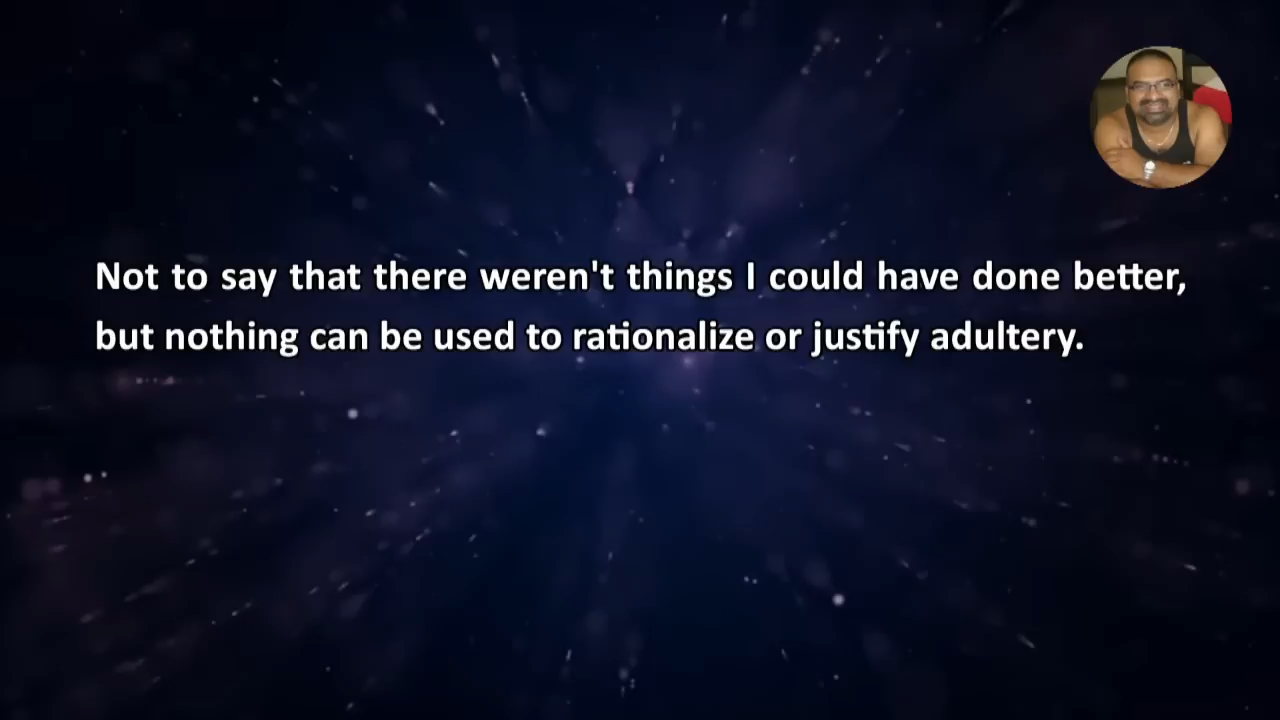 Not to say that there weren't things I could have done better,
but nothing can be used to rationalize or justify adultery.